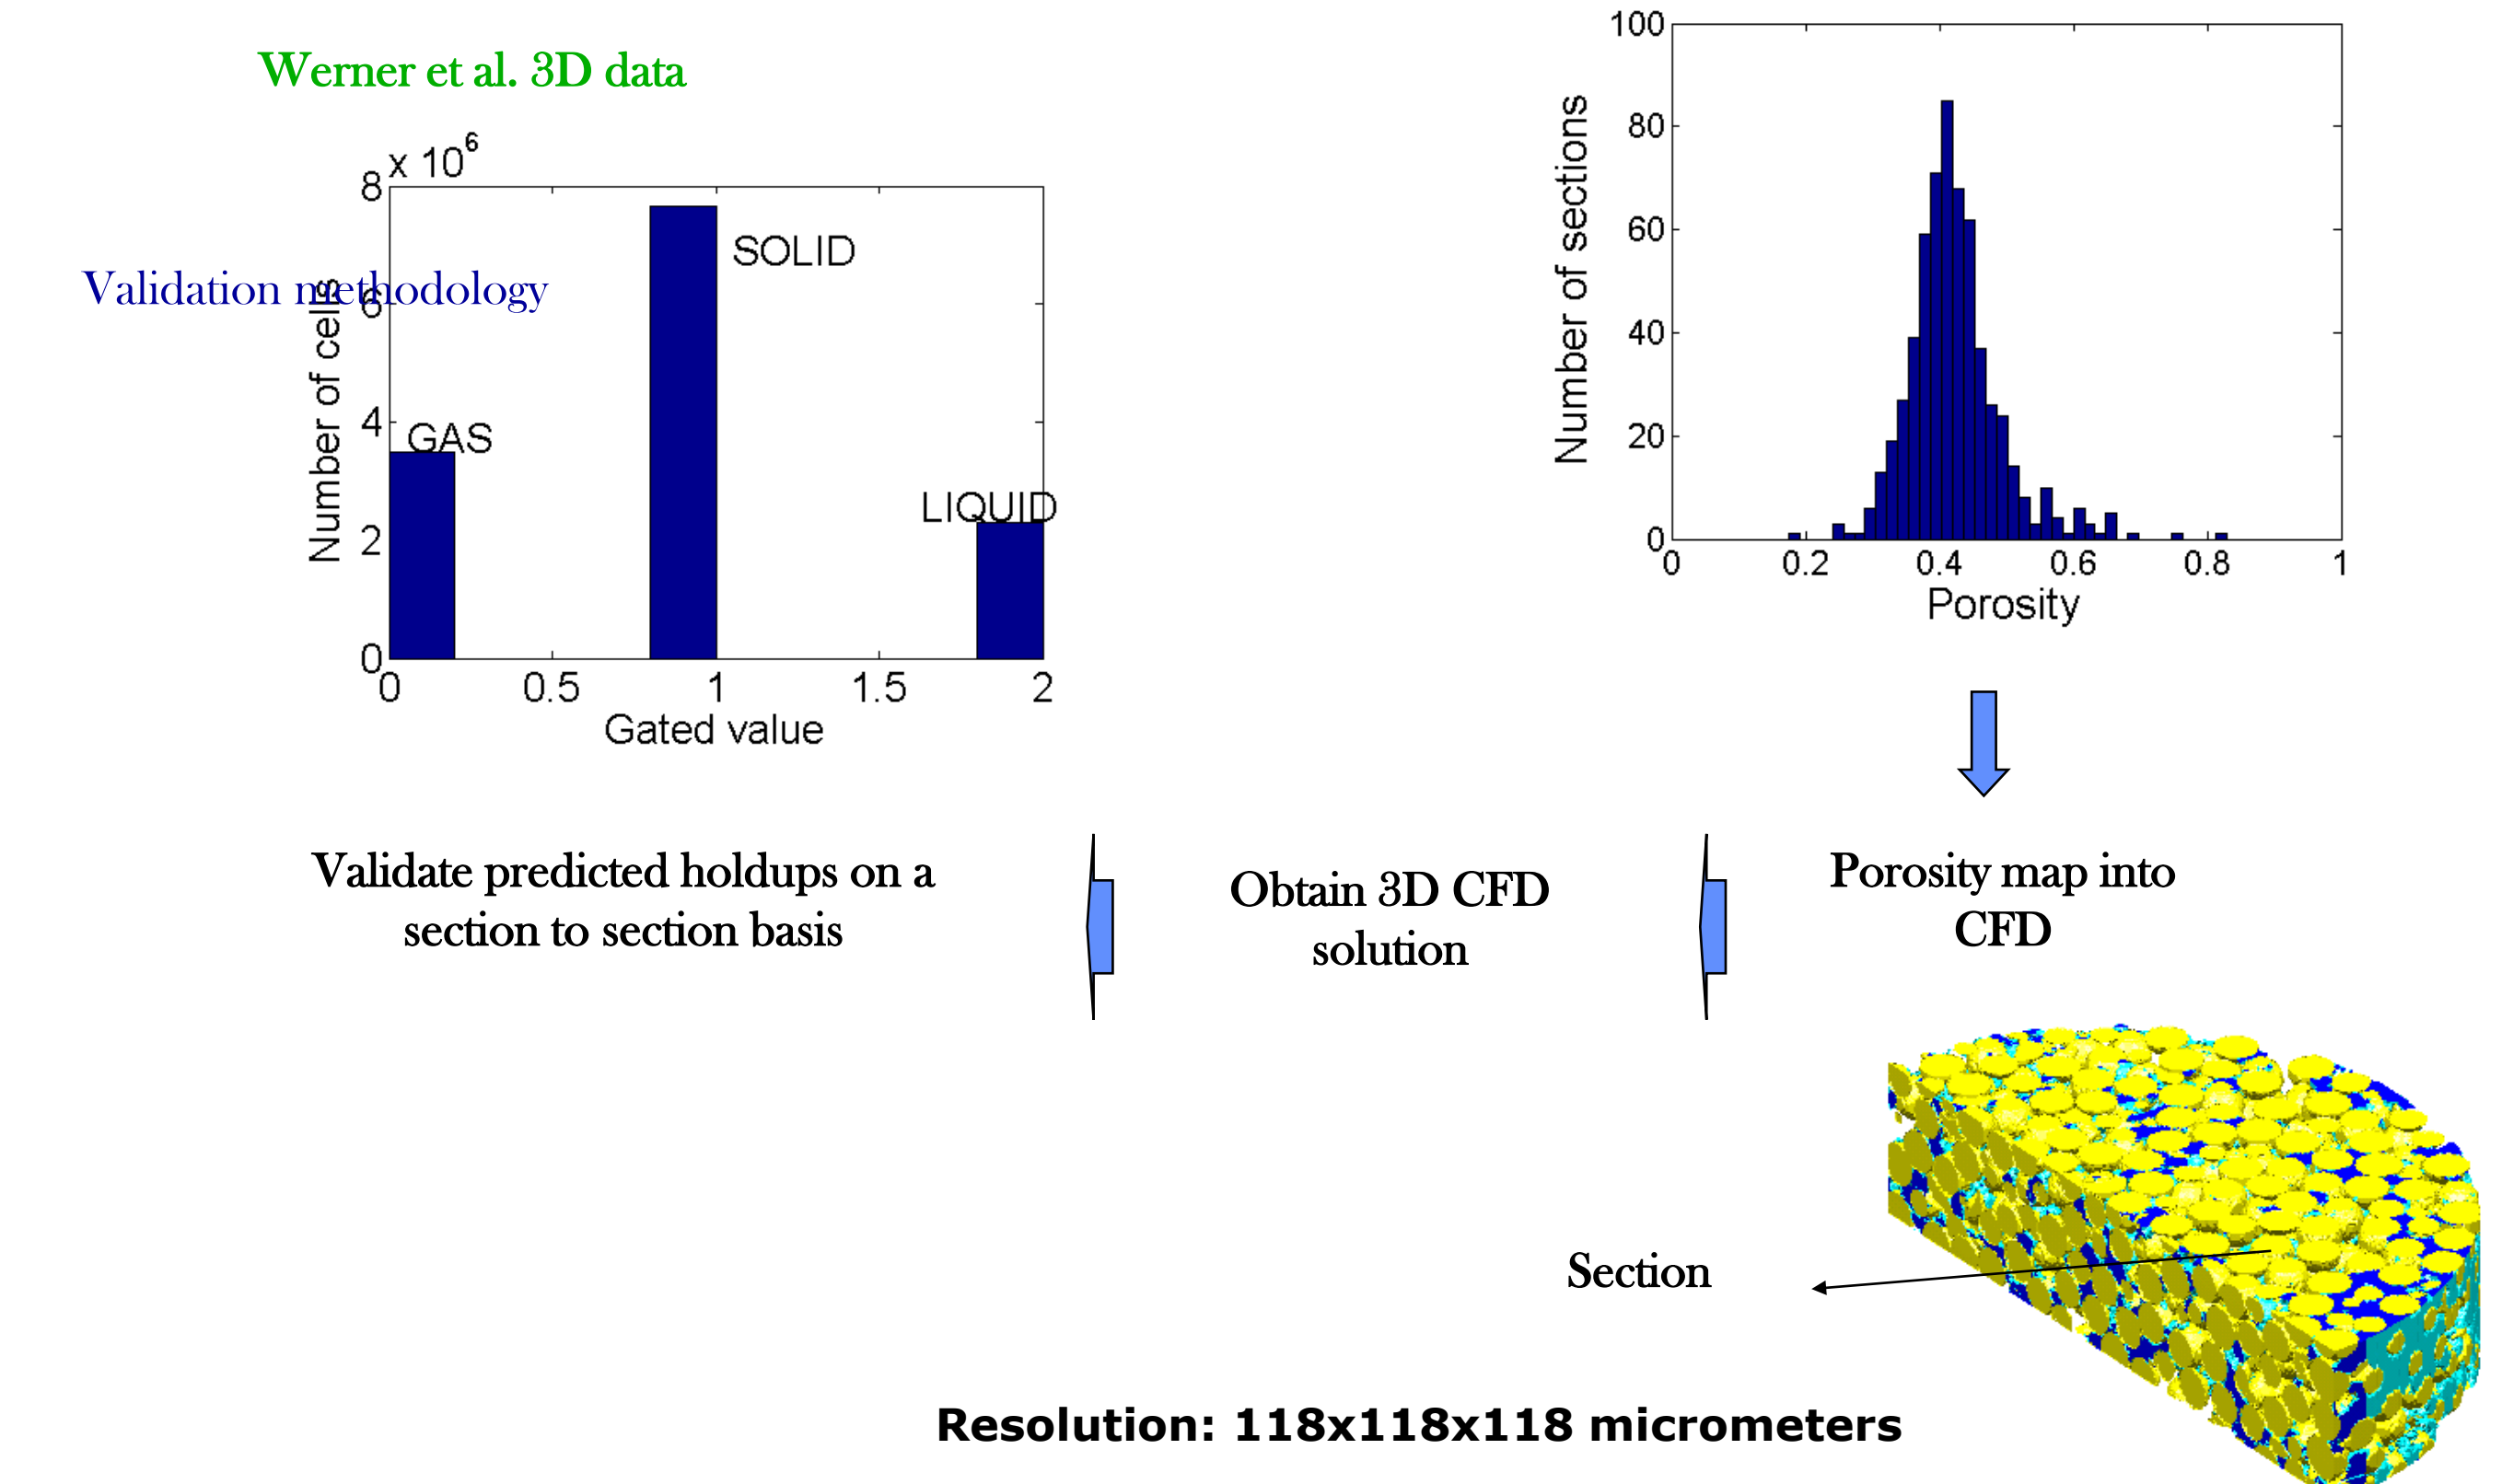 Werner et al. 3D data
Validation methodology
x 10^6
8
6
4
2
0
Number of cells
GAS
SOLID
LIQUID
0 0.5 1 1.5 2
Gated value
100
80
60
40
20
0
Number of sections
0 0.2 0.4 0.6 0.8 1
Porosity
Validate predicted holdups on a
section to section basis
Obtain 3D CFD
solution
Porosity map into
CFD
Section
Resolution: 118x118x118 micrometers